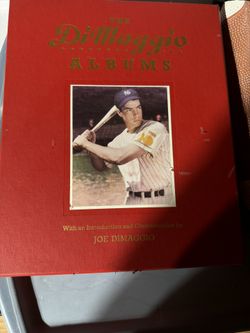 THE
DiMaggio
ALBUMS
With an Introduction and Commentary by
JOE DIMAGGIO